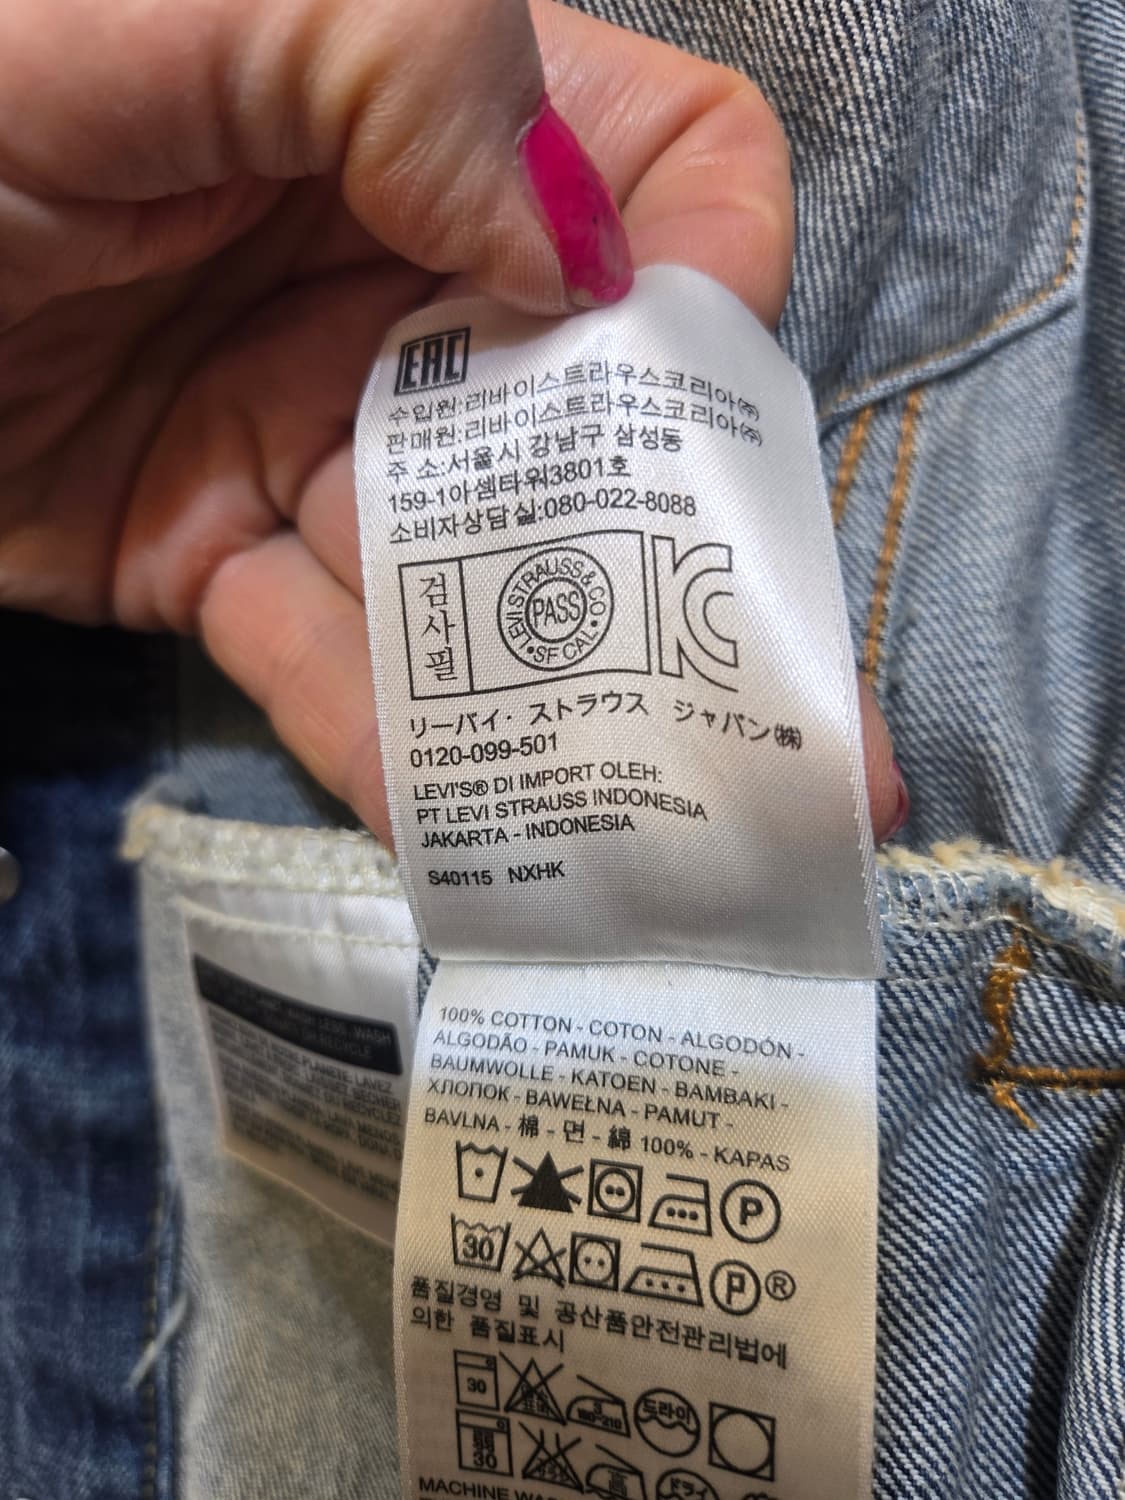 EAC
수입원:리바이스트라우스코리아㈜
판매원:리바이스트라우스코리아㈜
주 소:서울시 강남구 삼성동
159-1아셈타워3801호
소비자상담실:080-022-8088
검사필
LEVI STRAUSS & CO • SF CAL •
PASS
KC
リーバイ・ストラウス ジャパン㈱
0120-099-501
LEVI'S® DI IMPORT OLEH:
PT LEVI STRAUSS INDONESIA
JAKARTA - INDONESIA
S40115 NXHK
100% COTTON - COTON - ALGODÓN -
ALGODÃO - PAMUK - COTONE -
BAUMWOLLE - KATOEN - BAMBAKI -
ХЛОПОК - BAWEŁNA - PAMUT -
BAVLNA - 棉 - 면 - 綿 100% - KAPAS
P
30
P ®
품질경영 및 공산품안전관리법에
의한 품질표시
30
드라이
30
高
ドライ
MACHINE WA